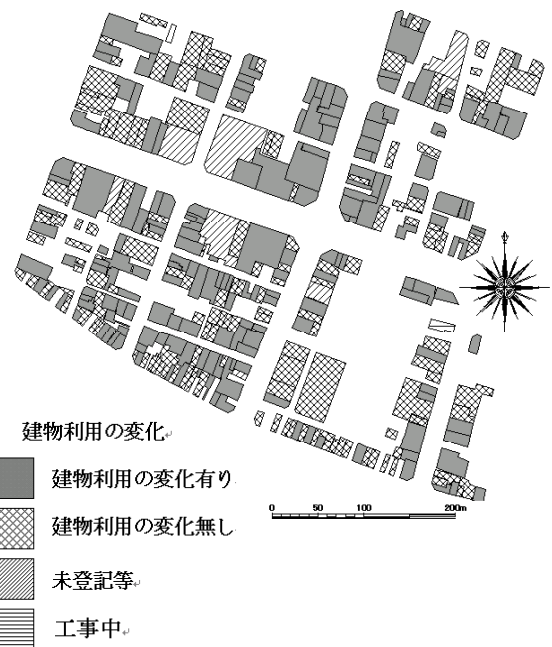 建物利用の変化
建物利用の変化有り
建物利用の変化無し
未登記等
工事中
0 50 100 200m